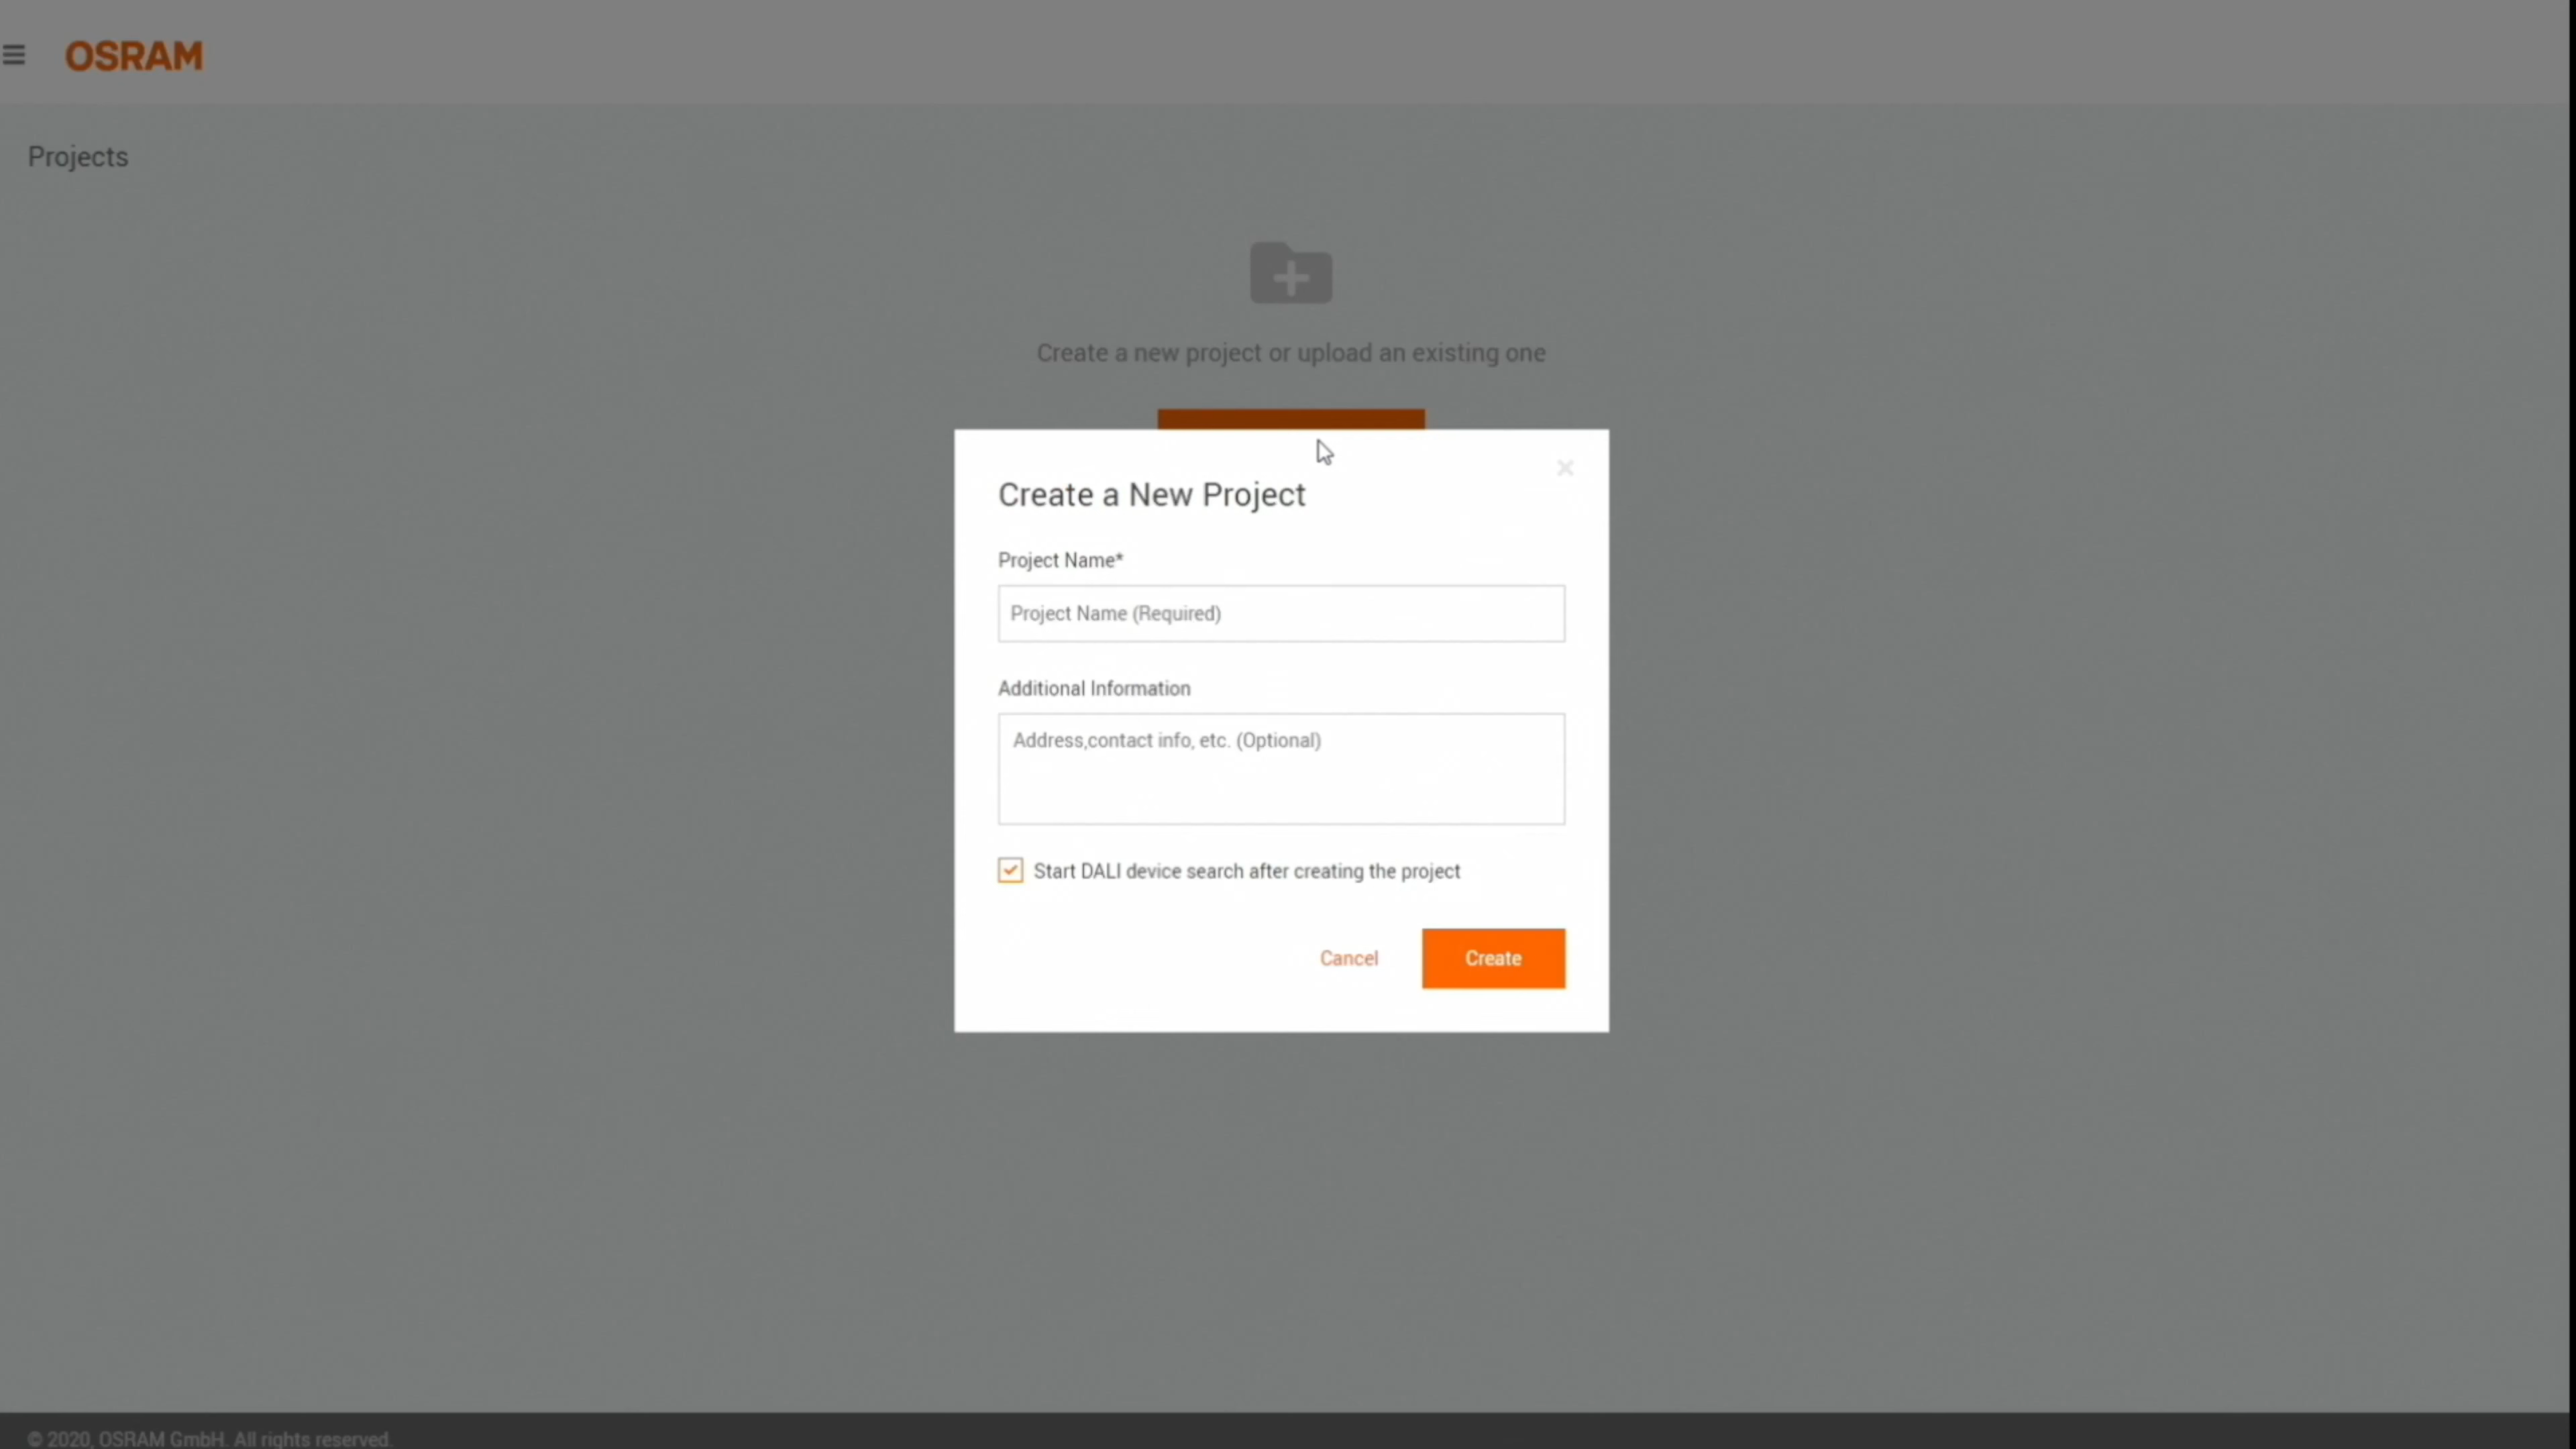 OSRAM
Projects
Create a new project or upload an existing one
Create a New Project
Project Name*
Project Name (Required)
Additional Information
Address,contact info, etc. (Optional)
Start DALI device search after creating the project
Cancel
Create
© 2020, OSRAM GmbH. All rights reserved.